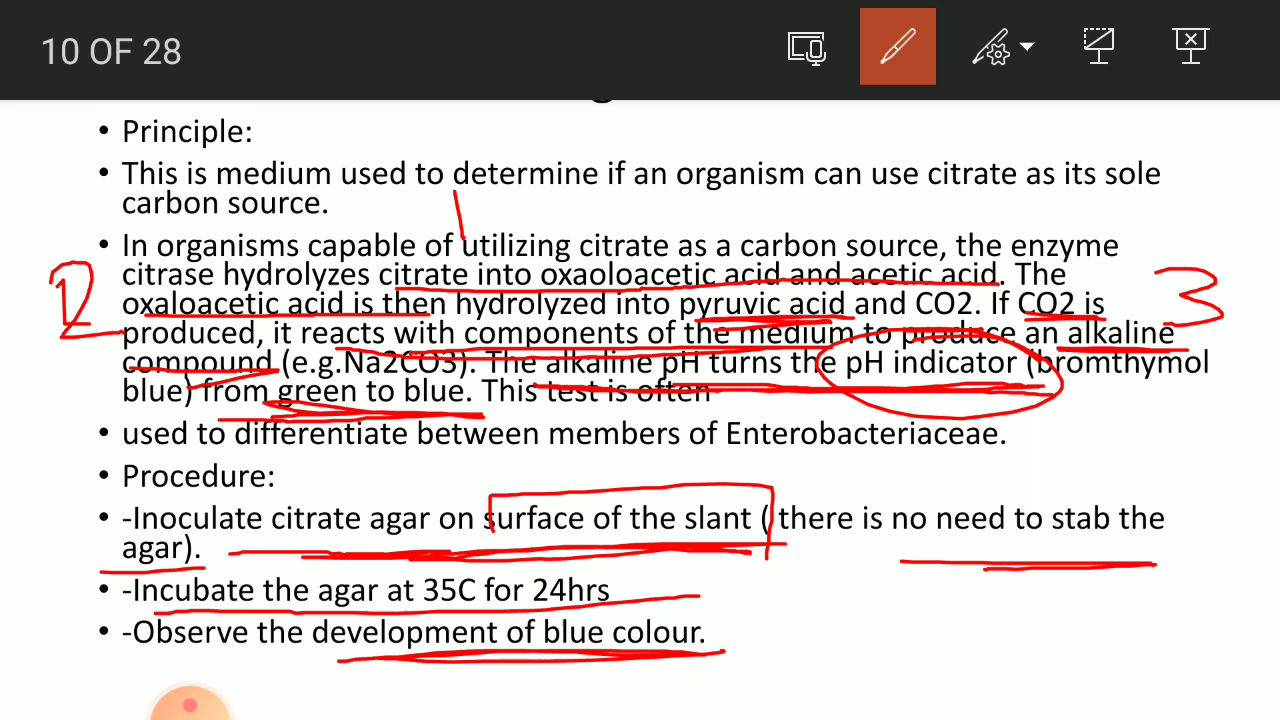 10 OF 28
• Principle:
• This is medium used to determine if an organism can use citrate as its sole
carbon source.
• In organisms capable of utilizing citrate as a carbon source, the enzyme
citrase hydrolyzes citrate into oxaoloacetic acid and acetic acid. The
oxaloacetic acid is then hydrolyzed into pyruvic acid and CO2. If CO2 is
produced, it reacts with components of the medium to produce an alkaline
compound (e.g.Na2CO3). The alkaline pH turns the pH indicator (bromthymol
blue) from green to blue. This test is often
• used to differentiate between members of Enterobacteriaceae.
• Procedure:
• -Inoculate citrate agar on surface of the slant ( there is no need to stab the
agar).
• -Incubate the agar at 35C for 24hrs
• -Observe the development of blue colour.
1
2
3